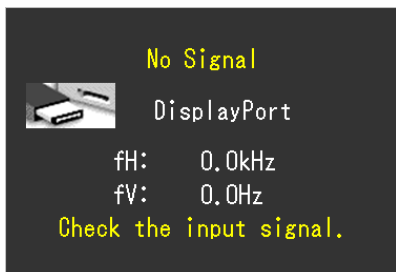 No Signal
DisplayPort
fH: 0.0kHz
fV: 0.0Hz
Check the input signal.